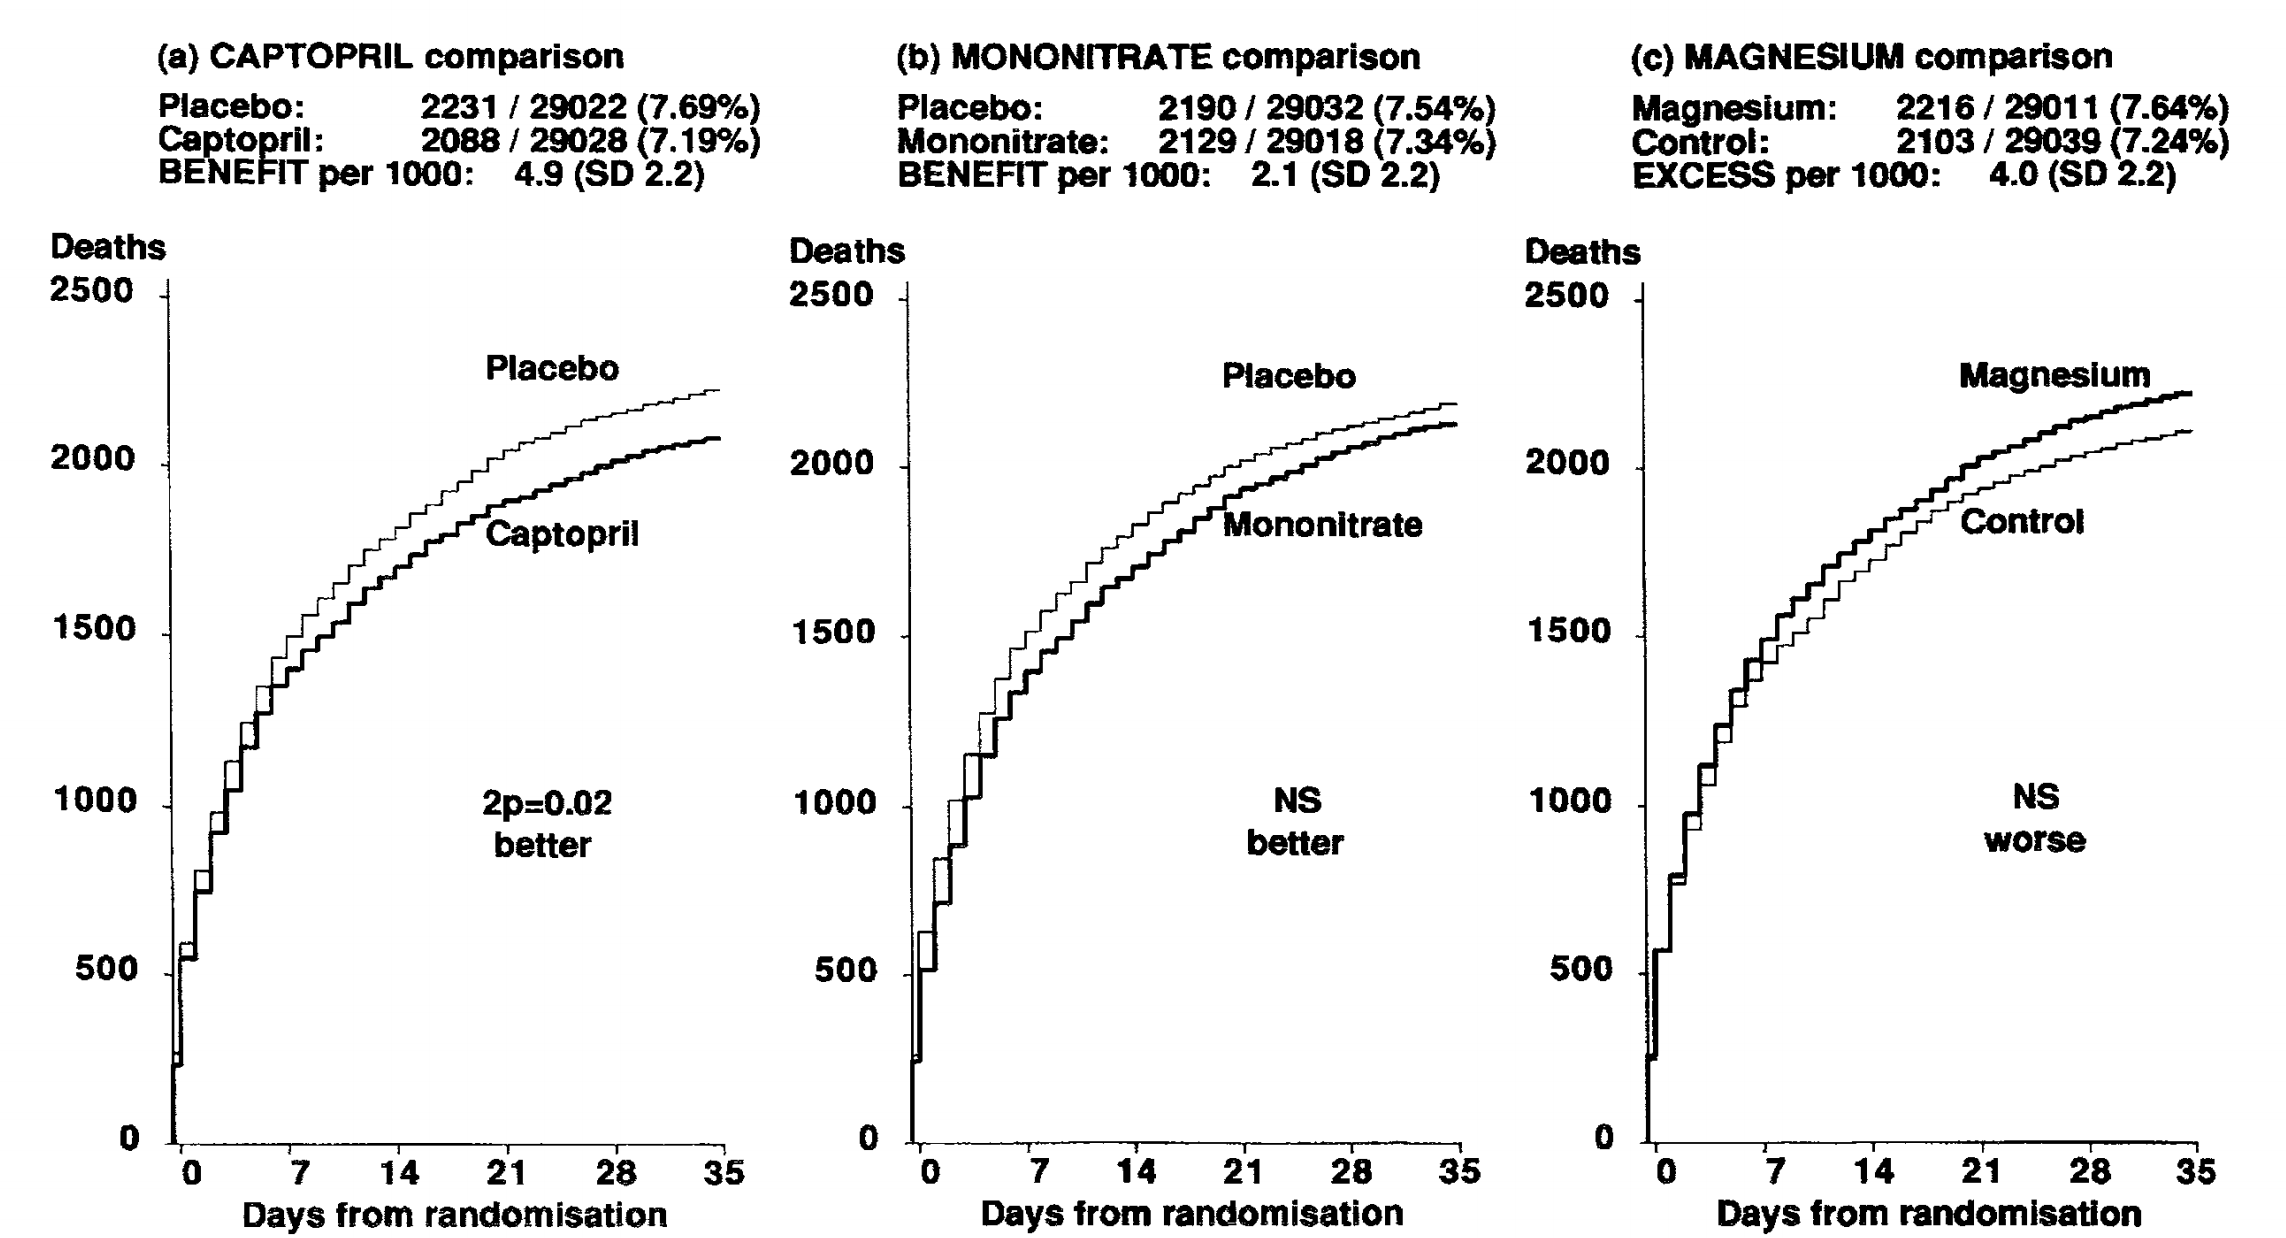 (a) CAPTOPRIL comparison
Placebo: 2231 / 29022 (7.69%)
Captopril: 2088 / 29028 (7.19%)
BENEFIT per 1000: 4.9 (SD 2.2)
Deaths
2500
2000
1500
1000
500
0
Placebo
Captopril
2p=0.02
better
0 7 14 21 28 35
Days from randomisation
(b) MONONITRATE comparison
Placebo: 2190 / 29032 (7.54%)
Mononitrate: 2129 / 29018 (7.34%)
BENEFIT per 1000: 2.1 (SD 2.2)
Deaths
2500
2000
1500
1000
500
0
Placebo
Mononitrate
NS
better
0 7 14 21 28 35
Days from randomisation
(c) MAGNESIUM comparison
Magnesium: 2216 / 29011 (7.64%)
Control: 2103 / 29039 (7.24%)
EXCESS per 1000: 4.0 (SD 2.2)
Deaths
2500
2000
1500
1000
500
0
Magnesium
Control
NS
worse
0 7 14 21 28 35
Days from randomisation